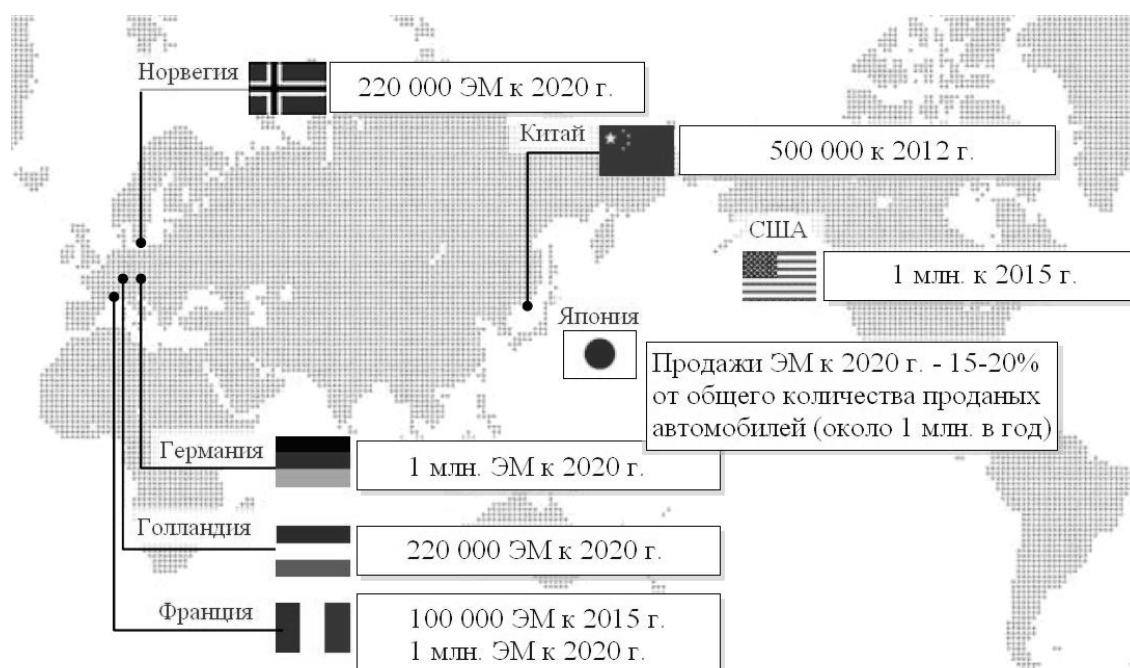 Норвегия
220 000 ЭМ к 2020 г.
Китай
500 000 к 2012 г.
США
1 млн. к 2015 г.
Япония
Продажи ЭМ к 2020 г. - 15-20%
от общего количества проданых
автомобилей (около 1 млн. в год)
Германия
1 млн. ЭМ к 2020 г.
Голландия
220 000 ЭМ к 2020 г.
Франция
100 000 ЭМ к 2015 г.
1 млн. ЭМ к 2020 г.